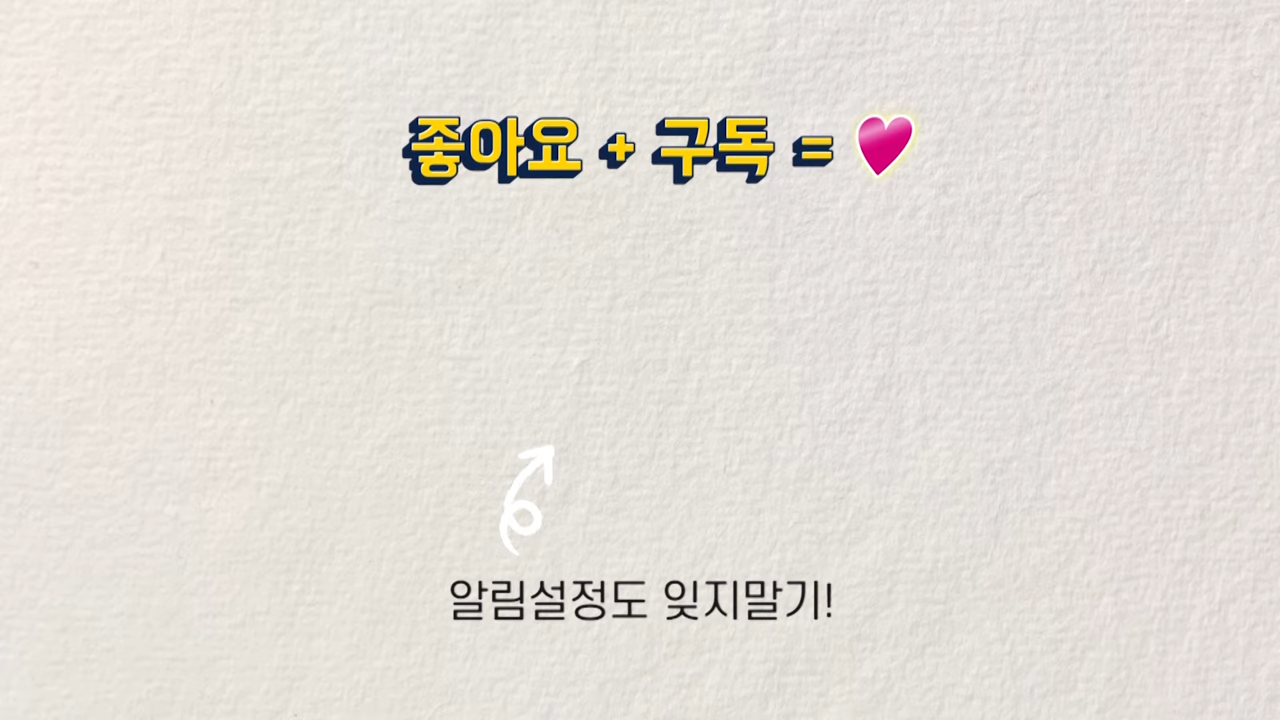 좋아요 + 구독 = 💗
알림설정도 잊지말기!